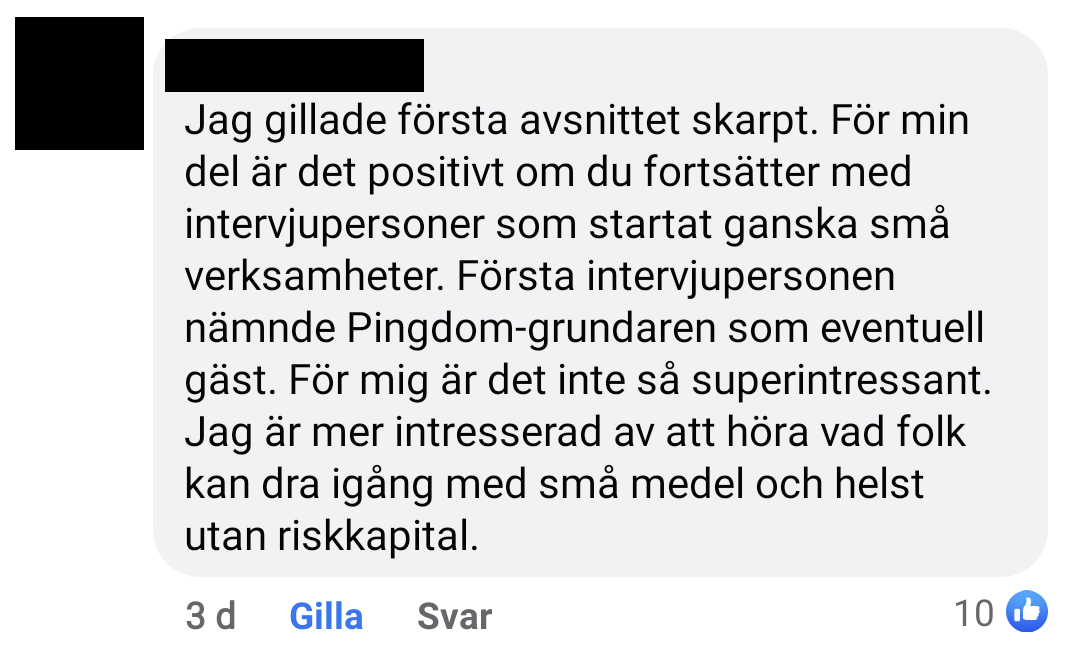 Jag gillade första avsnittet skarpt. För min
del är det positivt om du fortsätter med
intervjupersoner som startat ganska små
verksamheter. Första intervjupersonen
nämnde Pingdom-grundaren som eventuell
gäst. För mig är det inte så superintressant.
Jag är mer intresserad av att höra vad folk
kan dra igång med små medel och helst
utan riskkapital.
3 d Gilla Svar 10